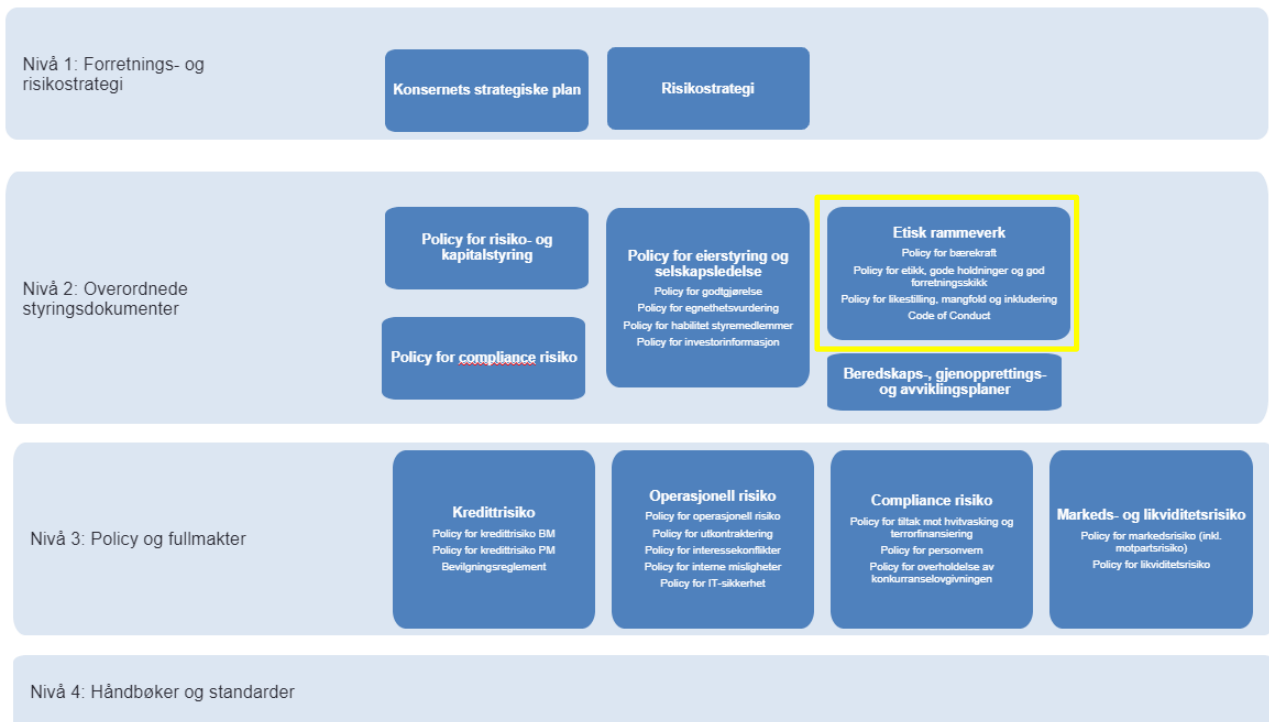 Nivå 1: Forretnings- og
risikostrategi
Konsernets strategiske plan
Risikostrategi
Nivå 2: Overordnede
styringsdokumenter
Policy for risiko- og
kapitalstyring
Policy for compliance risiko
Policy for eierstyring og
selskapsledelse
Policy for godtgjørelse
Policy for egnethetsvurdering
Policy for habilitet styremedlemmer
Policy for investorinformasjon
Etisk rammeverk
Policy for bærekraft
Policy for etikk, gode holdninger og god
forretningsskikk
Policy for likestilling, mangfold og inkludering
Code of Conduct
Beredskaps-, gjenopprettings-
og avviklingsplaner
Nivå 3: Policy og fullmakter
Kredittrisiko
Policy for kredittrisiko BM
Policy for kredittrisiko PM
Bevilgningsreglement
Operasjonell risiko
Policy for operasjonell risiko
Policy for utkontraktering
Policy for interessekonflikter
Policy for interne misligheter
Policy for IT-sikkerhet
Compliance risiko
Policy for tiltak mot hvitvasking og
terrorfinansiering
Policy for personvern
Policy for overholdelse av
konkurranselovgivningen
Markeds- og likviditetsrisiko
Policy for markedsrisiko (inkl.
motpartsrisiko)
Policy for likviditetsrisiko
Nivå 4: Håndbøker og standarder